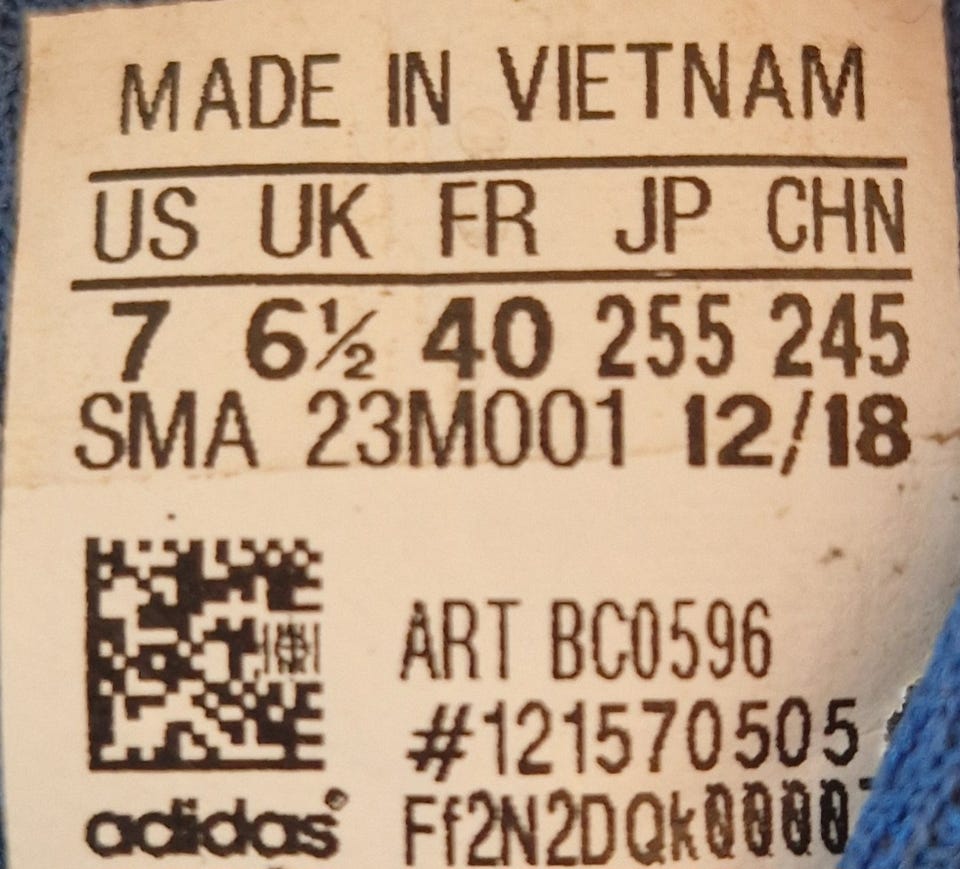 MADE IN VIETNAM
US UK FR JP CHN
7 6½ 40 255 245
SMA 23M001 12/18
ART BC0596
#121570505
adidas®